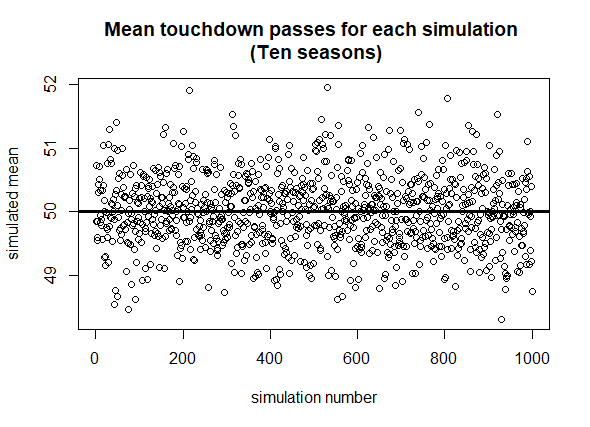 Mean touchdown passes for each simulation
(Ten seasons)
52
51
50
49
simulated mean
0
200
400
600
800
1000
simulation number